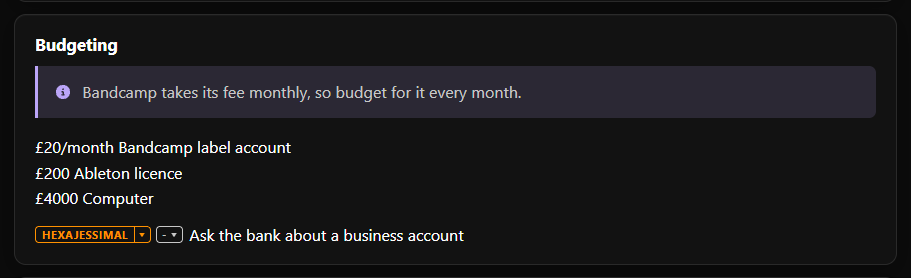 Budgeting
Bandcamp takes its fee monthly, so budget for it every month.
£20/month Bandcamp label account
£200 Ableton licence
£4000 Computer
HEXAJESSIMAL - Ask the bank about a business account